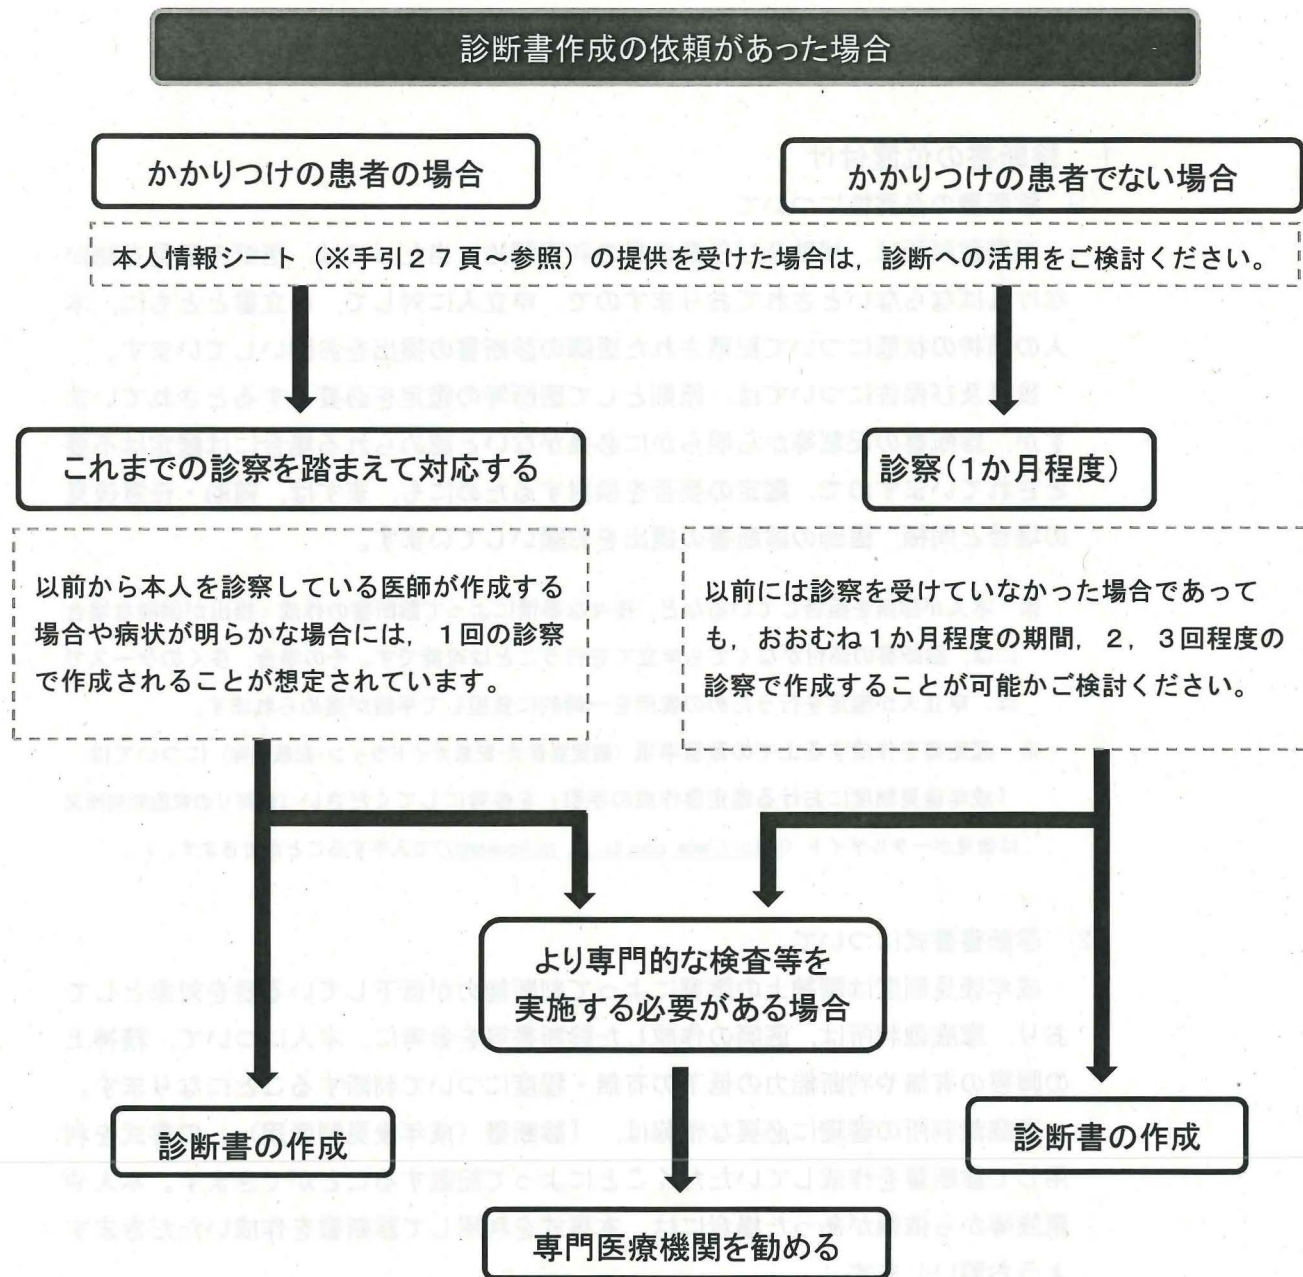 診断書作成の依頼があった場合
かかりつけの患者の場合
かかりつけの患者でない場合
本人情報シート(※手引27頁~参照)の提供を受けた場合は,診断への活用をご検討ください。
これまでの診察を踏まえて対応する
診察(1か月程度)
以前から本人を診察している医師が作成する
場合や病状が明らかな場合には,1回の診察
で作成されることが想定されています。
以前には診察を受けていなかった場合であって
も,おおむね1か月程度の期間,2,3回程度の
診察で作成することが可能かご検討ください。
より専門的な検査等を
実施する必要がある場合
診断書の作成
診断書の作成
専門医療機関を勧める